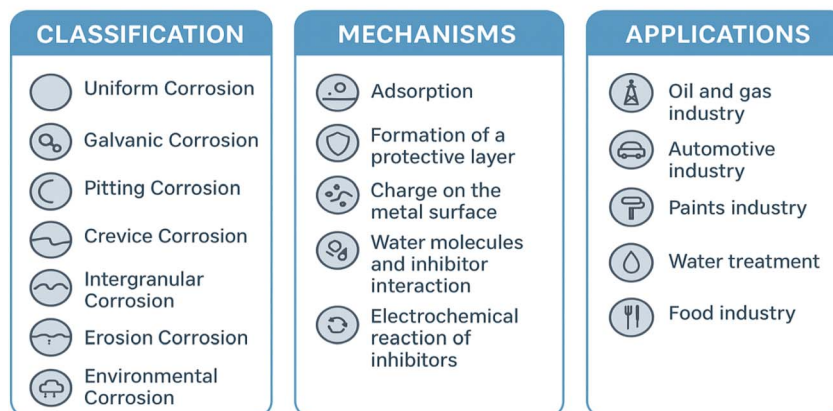 CLASSIFICATION
Uniform Corrosion
Galvanic Corrosion
Pitting Corrosion
Crevice Corrosion
Intergranular
Corrosion
Erosion Corrosion
Environmental
Corrosion
MECHANISMS
Adsorption
Formation of a
protective layer
Charge on the
metal surface
Water molecules
and inhibitor
interaction
Electrochemical
reaction of
inhibitors
APPLICATIONS
Oil and gas
industry
Automotive
industry
Paints industry
Water treatment
Food industry